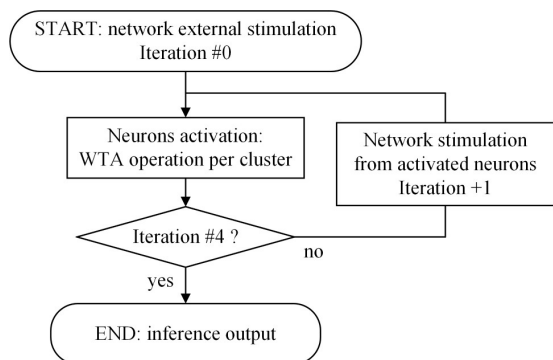 START: network external stimulation
Iteration #0
Neurons activation:
WTA operation per cluster
Network stimulation
from activated neurons
Iteration +1
Iteration #4 ?
no
yes
END: inference output